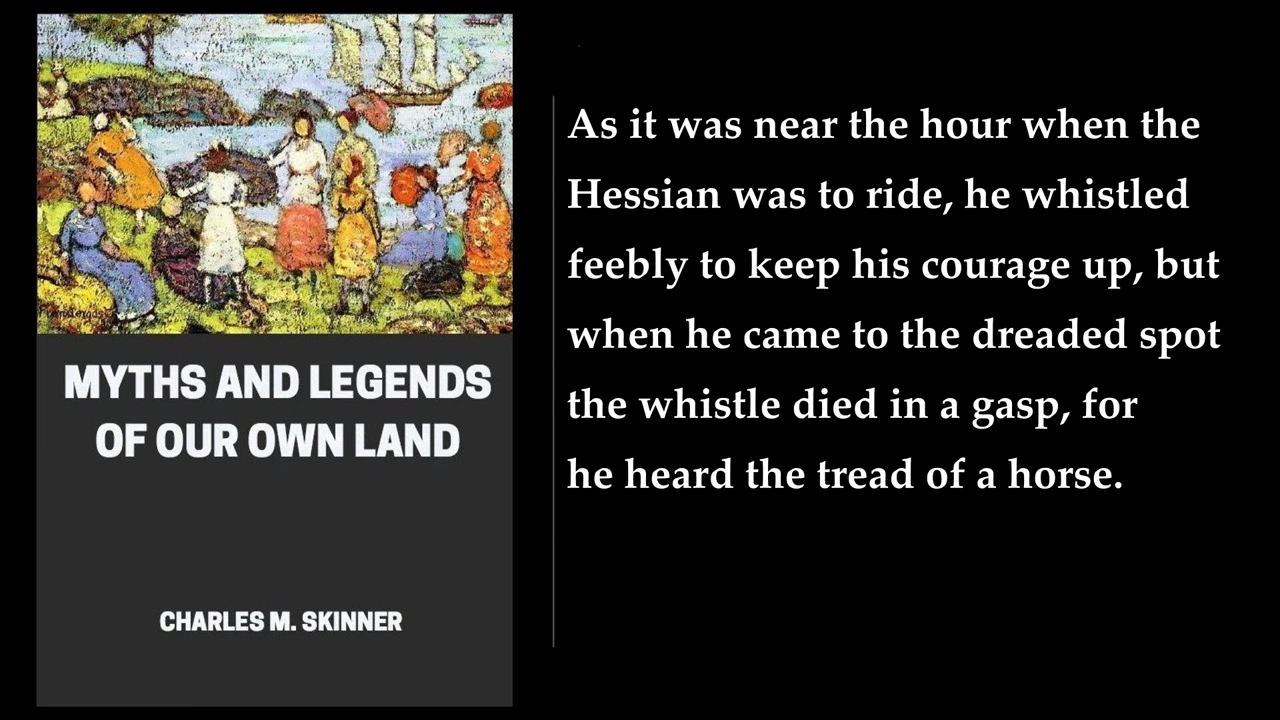 MYTHS AND LEGENDS
OF OUR OWN LAND
CHARLES M. SKINNER
As it was near the hour when the
Hessian was to ride, he whistled
feebly to keep his courage up, but
when he came to the dreaded spot
the whistle died in a gasp, for
he heard the tread of a horse.